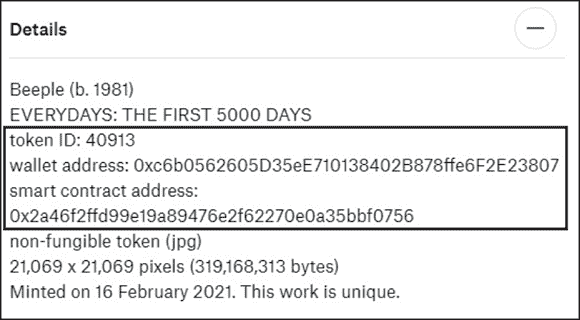 Details
Beeple (b. 1981)
EVERYDAYS: THE FIRST 5000 DAYS
token ID: 40913
wallet address: 0xc6b0562605D35eE710138402B878ffe6F2E23807
smart contract address:
0x2a46f2ffd99e19a89476e2f62270e0a35bbf0756
non-fungible token (jpg)
21,069 x 21,069 pixels (319,168,313 bytes)
Minted on 16 February 2021. This work is unique.